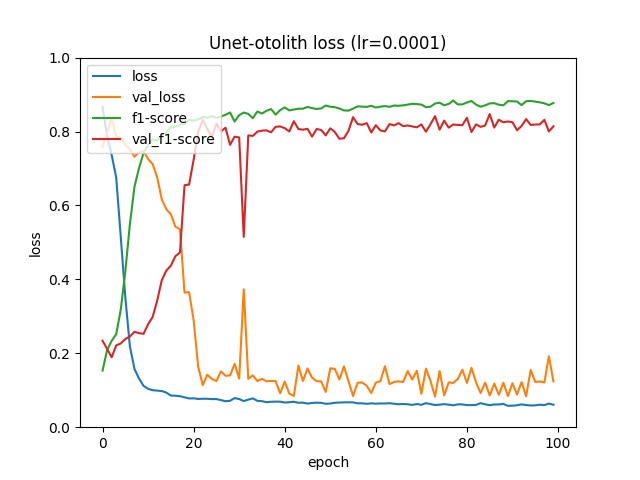 Unet-otolith loss (lr=0.0001)
loss
val_loss
f1-score
val_f1-score
1.0
0.8
0.6
0.4
0.2
0.0
loss
0 20 40 60 80 100
epoch